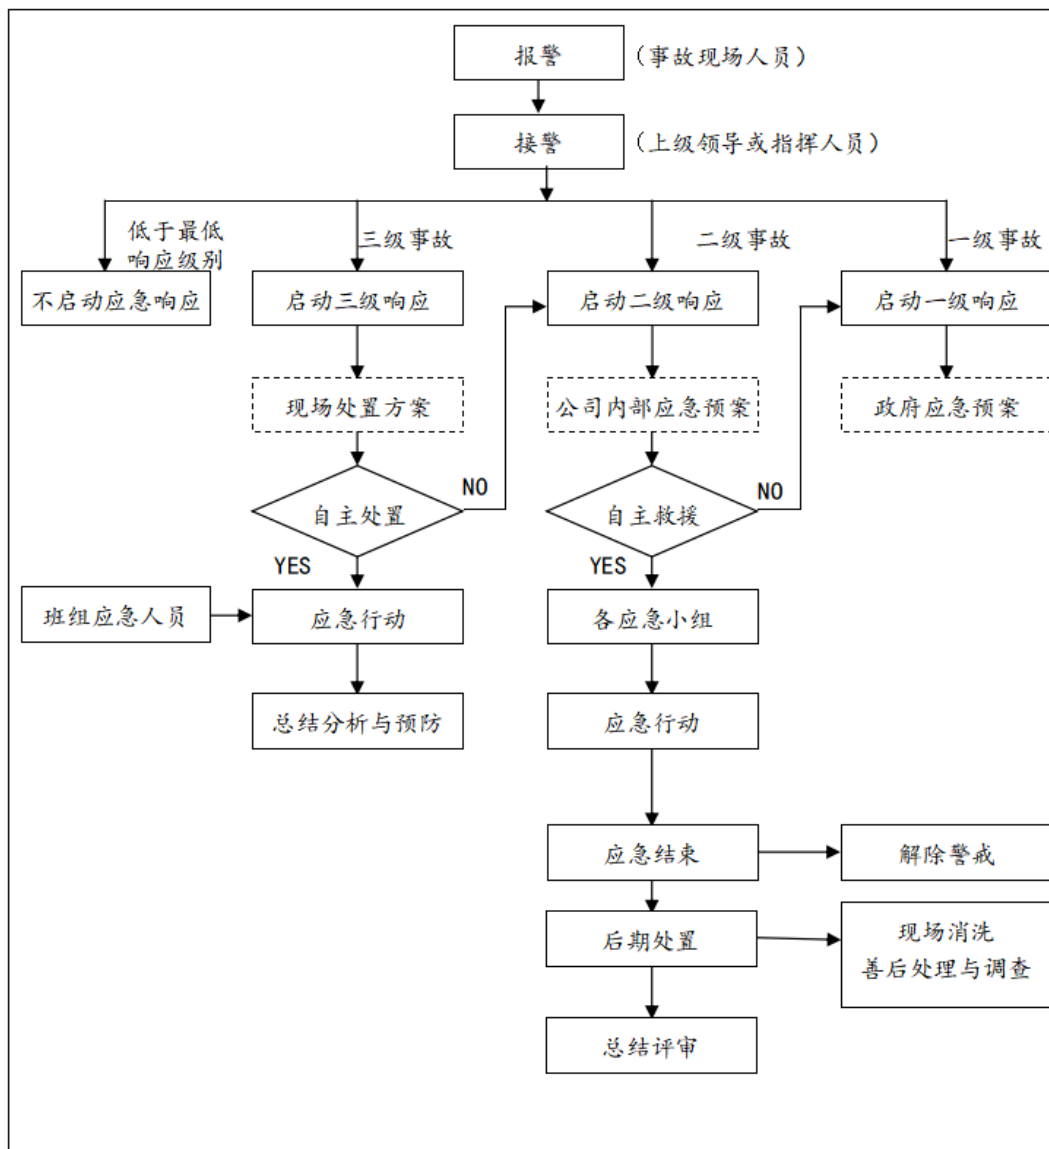 报警
（事故现场人员）
接警
（上级领导或指挥人员）
低于最低
响应级别
三级事故
二级事故
一级事故
不启动应急响应
启动三级响应
启动二级响应
启动一级响应
现场处置方案
公司内部应急预案
政府应急预案
自主处置
NO
自主救援
NO
YES
YES
班组应急人员
应急行动
各应急小组
总结分析与预防
应急行动
应急结束
解除警戒
后期处置
现场消洗
善后处理与调查
总结评审